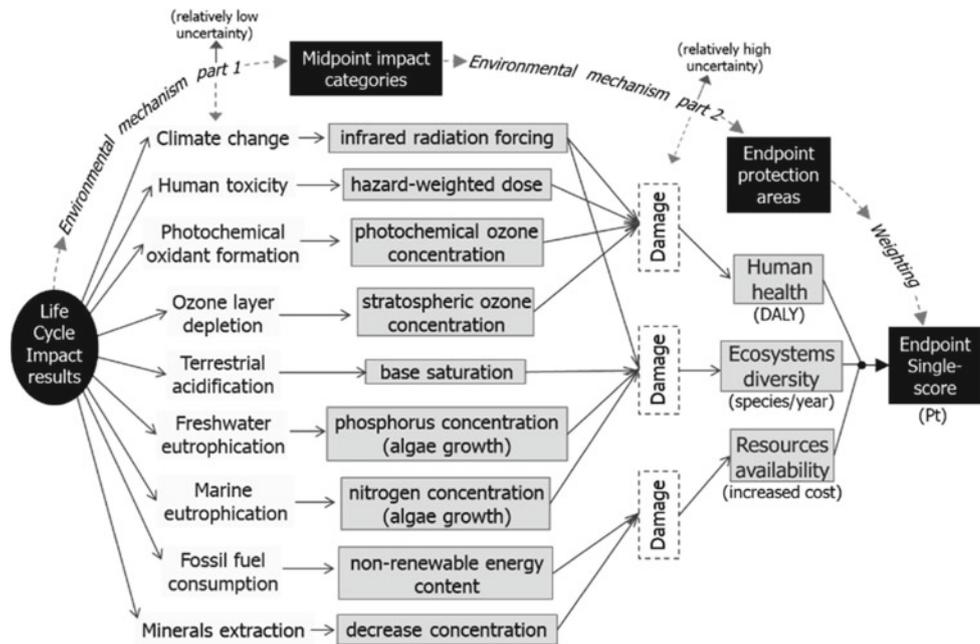 (relatively low
uncertainty)
Environmental mechanism part 1
Midpoint impact
categories
Environmental mechanism part 2
(relatively high
uncertainty)
Endpoint
protection
areas
Weighting
Life
Cycle
Impact
results
Climate change
infrared radiation forcing
Human toxicity
hazard-weighted dose
Photochemical
oxidant formation
photochemical ozone
concentration
Ozone layer
depletion
stratospheric ozone
concentration
Terrestrial
acidification
base saturation
Freshwater
eutrophication
phosphorus concentration
(algae growth)
Marine
eutrophication
nitrogen concentration
(algae growth)
Fossil fuel
consumption
non-renewable energy
content
Minerals extraction
decrease concentration
Damage
Damage
Damage
Human
health
(DALY)
Ecosystems
diversity
(species/year)
Resources
availability
(increased cost)
Endpoint
Single-
score
(Pt)